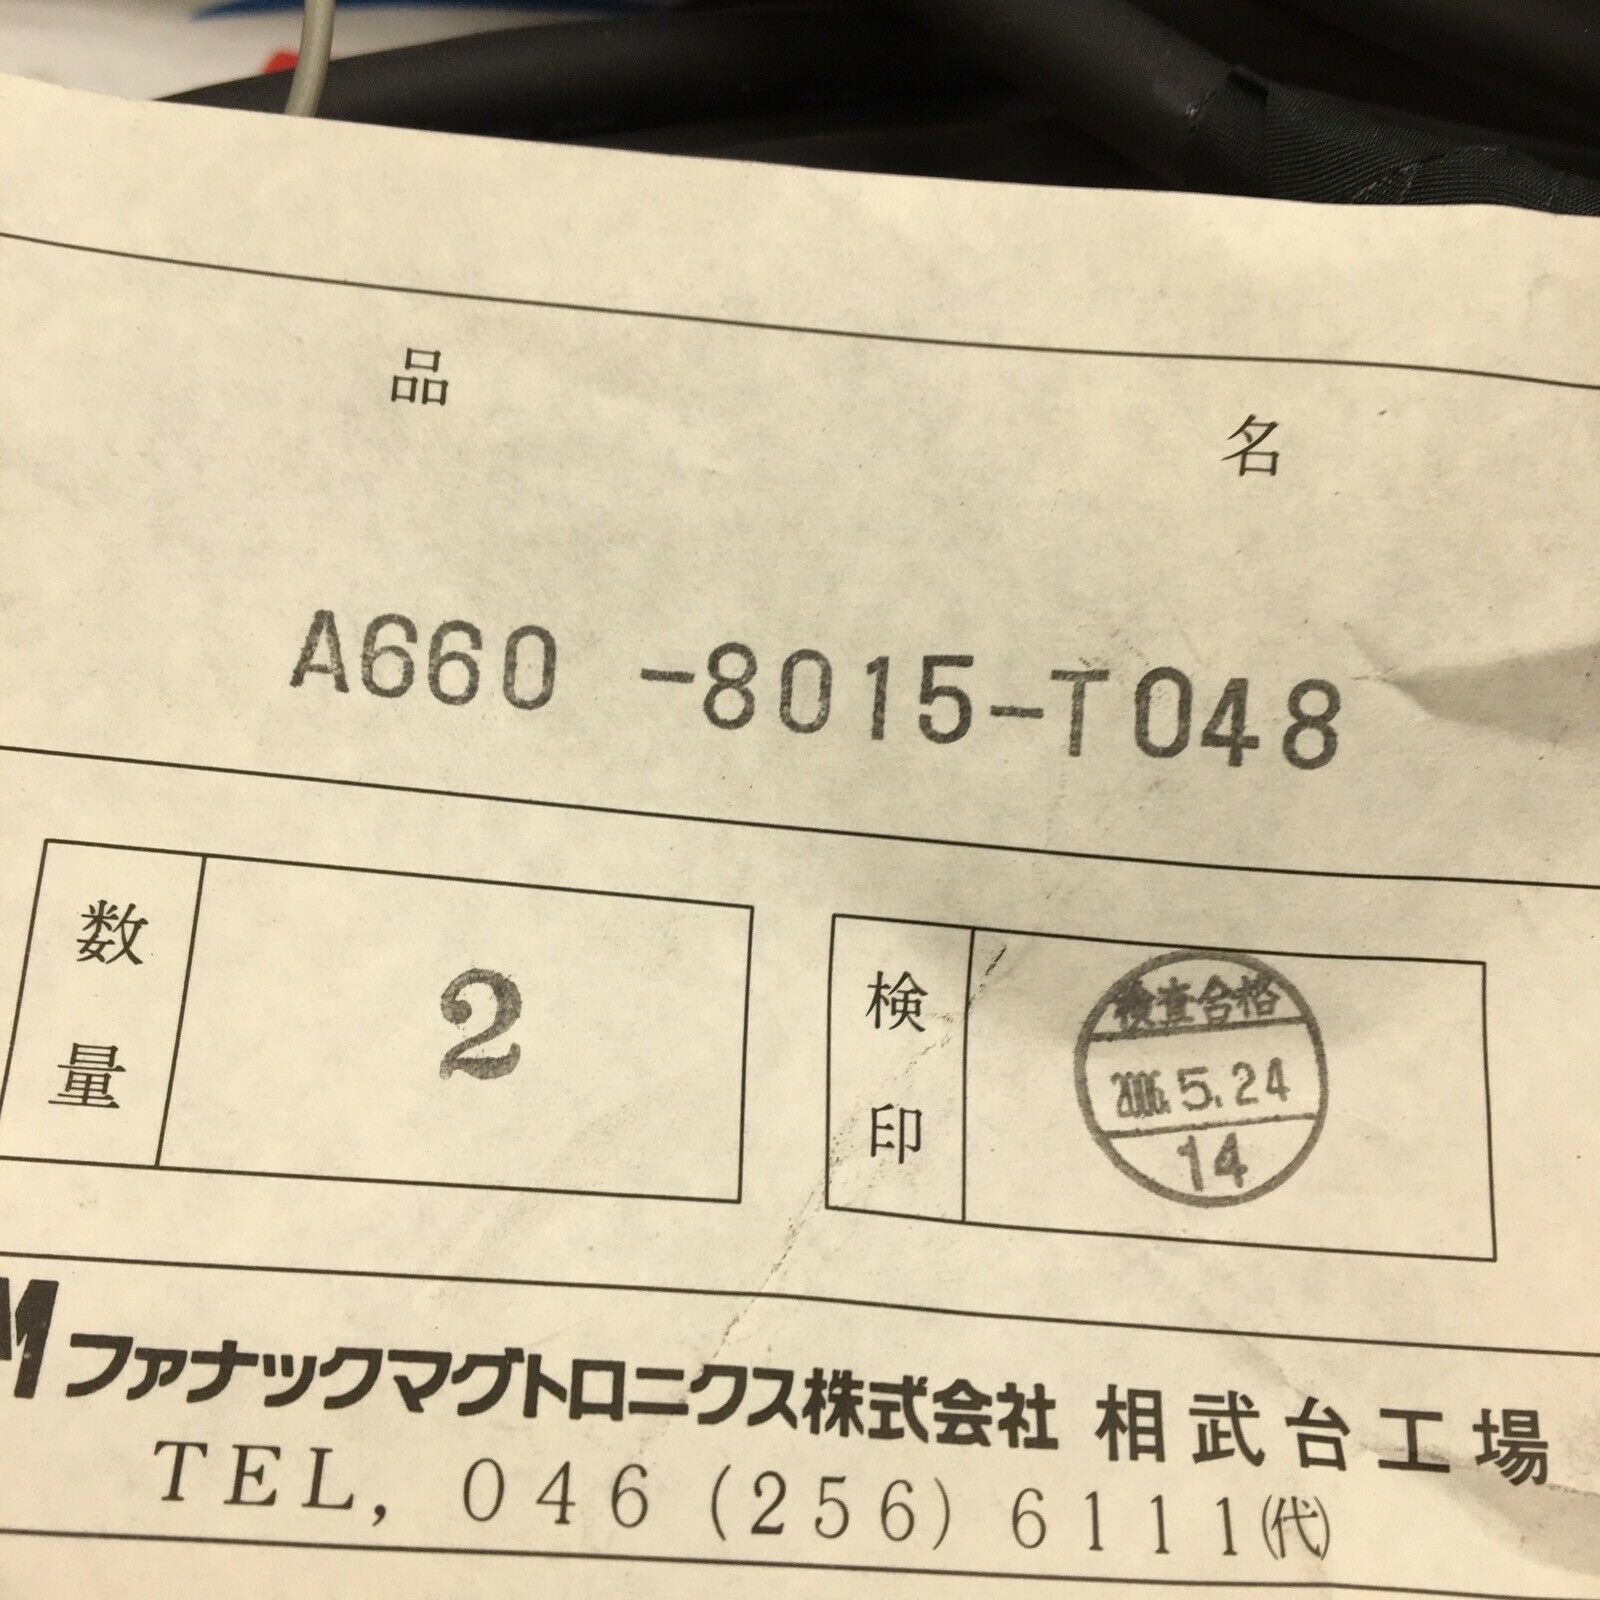 品名
A660 -8015-T048
数量 2
検印
検査合格
2006.5.24
14
M ファナックマグトロニクス株式会社 相武台工場
TEL, 046 (256) 6111(代)